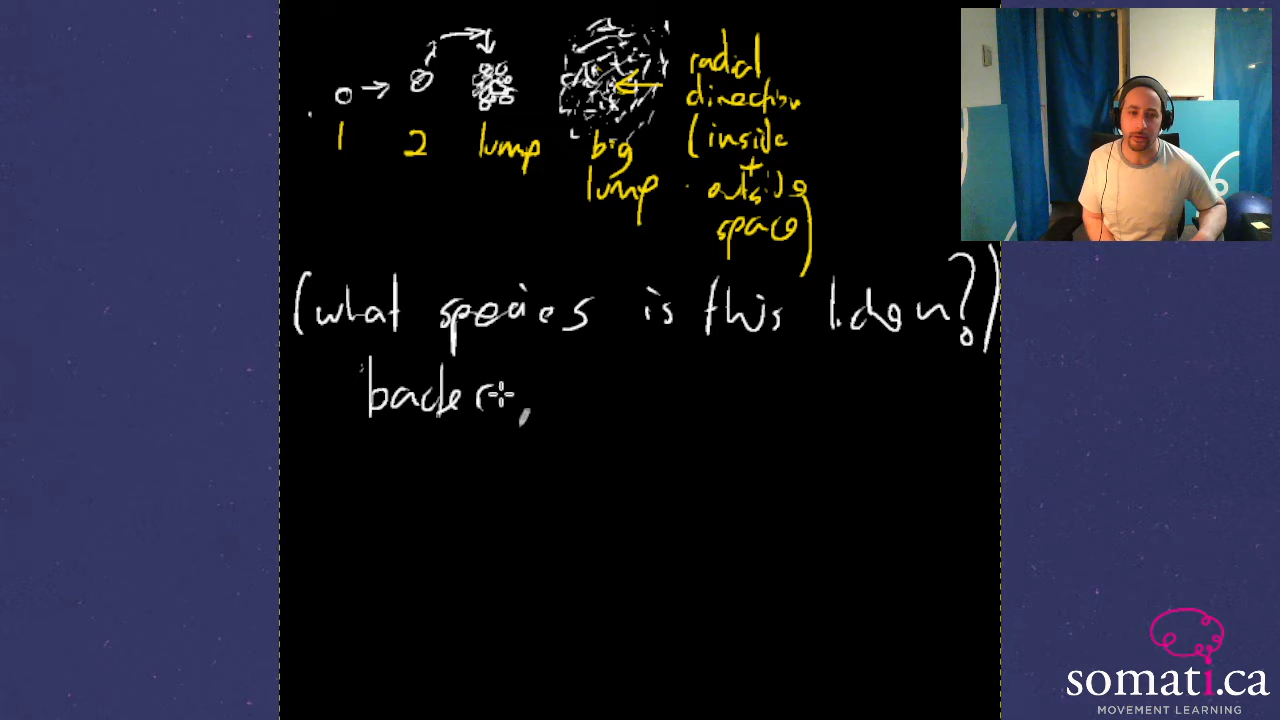 1
2
lump
big
lump
radial
direction
(inside
+
outside
space)
(what species is this lichen?)
bacter
somati.ca
MOVEMENT LEARNING